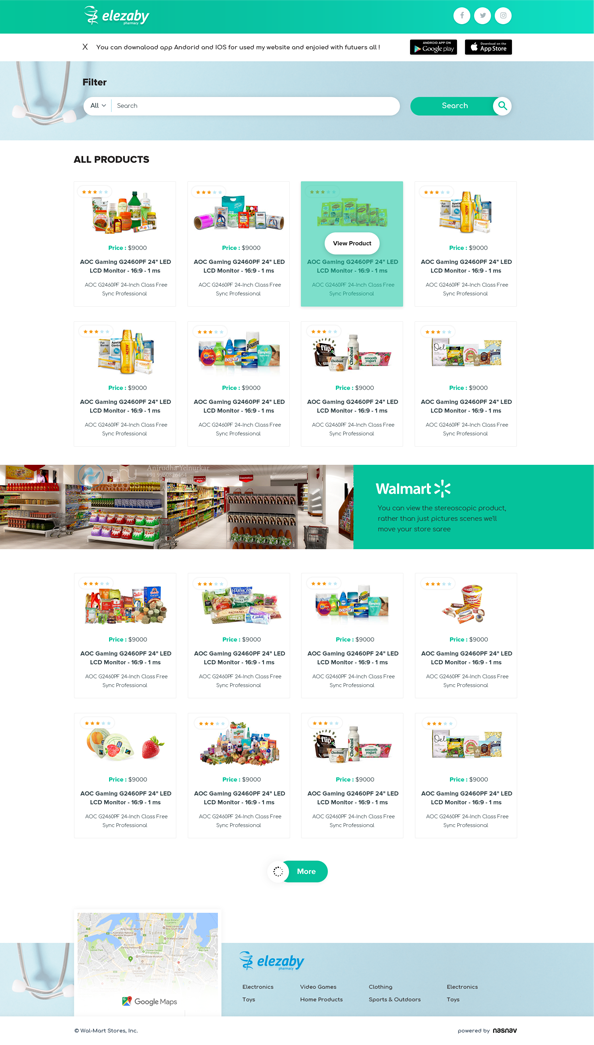 elezaby
pharmacy
X You can downalaod app Andorid and IOS for used my website and enjoied with futuers all !
ANDROID APP ON
Google play
Download on the
App Store
Filter
All Search
Search
ALL PRODUCTS
Price : $9000
AOC Gaming G2460PF 24" LED
LCD Monitor - 16:9 - 1 ms
AOC G2460PF 24-Inch Class Free
Sync Professional
Price : $9000
AOC Gaming G2460PF 24" LED
LCD Monitor - 16:9 - 1 ms
AOC G2460PF 24-Inch Class Free
Sync Professional
View Product
AOC Gaming G2460PF 24" LED
LCD Monitor - 16:9 - 1 ms
AOC G2460PF 24-Inch Class Free
Sync Professional
Price : $9000
AOC Gaming G2460PF 24" LED
LCD Monitor - 16:9 - 1 ms
AOC G2460PF 24-Inch Class Free
Sync Professional
Price : $9000
AOC Gaming G2460PF 24" LED
LCD Monitor - 16:9 - 1 ms
AOC G2460PF 24-Inch Class Free
Sync Professional
Price : $9000
AOC Gaming G2460PF 24" LED
LCD Monitor - 16:9 - 1 ms
AOC G2460PF 24-Inch Class Free
Sync Professional
Price : $9000
AOC Gaming G2460PF 24" LED
LCD Monitor - 16:9 - 1 ms
AOC G2460PF 24-Inch Class Free
Sync Professional
Price : $9000
AOC Gaming G2460PF 24" LED
LCD Monitor - 16:9 - 1 ms
AOC G2460PF 24-Inch Class Free
Sync Professional
Walmart
You can view the stereoscopic product,
rather than just pictures scenes we'll
move your store saree
Price : $9000
AOC Gaming G2460PF 24" LED
LCD Monitor - 16:9 - 1 ms
AOC G2460PF 24-Inch Class Free
Sync Professional
Price : $9000
AOC Gaming G2460PF 24" LED
LCD Monitor - 16:9 - 1 ms
AOC G2460PF 24-Inch Class Free
Sync Professional
Price : $9000
AOC Gaming G2460PF 24" LED
LCD Monitor - 16:9 - 1 ms
AOC G2460PF 24-Inch Class Free
Sync Professional
Price : $9000
AOC Gaming G2460PF 24" LED
LCD Monitor - 16:9 - 1 ms
AOC G2460PF 24-Inch Class Free
Sync Professional
Price : $9000
AOC Gaming G2460PF 24" LED
LCD Monitor - 16:9 - 1 ms
AOC G2460PF 24-Inch Class Free
Sync Professional
Price : $9000
AOC Gaming G2460PF 24" LED
LCD Monitor - 16:9 - 1 ms
AOC G2460PF 24-Inch Class Free
Sync Professional
Price : $9000
AOC Gaming G2460PF 24" LED
LCD Monitor - 16:9 - 1 ms
AOC G2460PF 24-Inch Class Free
Sync Professional
Price : $9000
AOC Gaming G2460PF 24" LED
LCD Monitor - 16:9 - 1 ms
AOC G2460PF 24-Inch Class Free
Sync Professional
More
Google Maps
elezaby
pharmacy
Electronics Video Games Clothing Electronics
Toys Home Products Sports & Outdoors Toys
© Wal-Mart Stores, Inc.
powered by nasnav